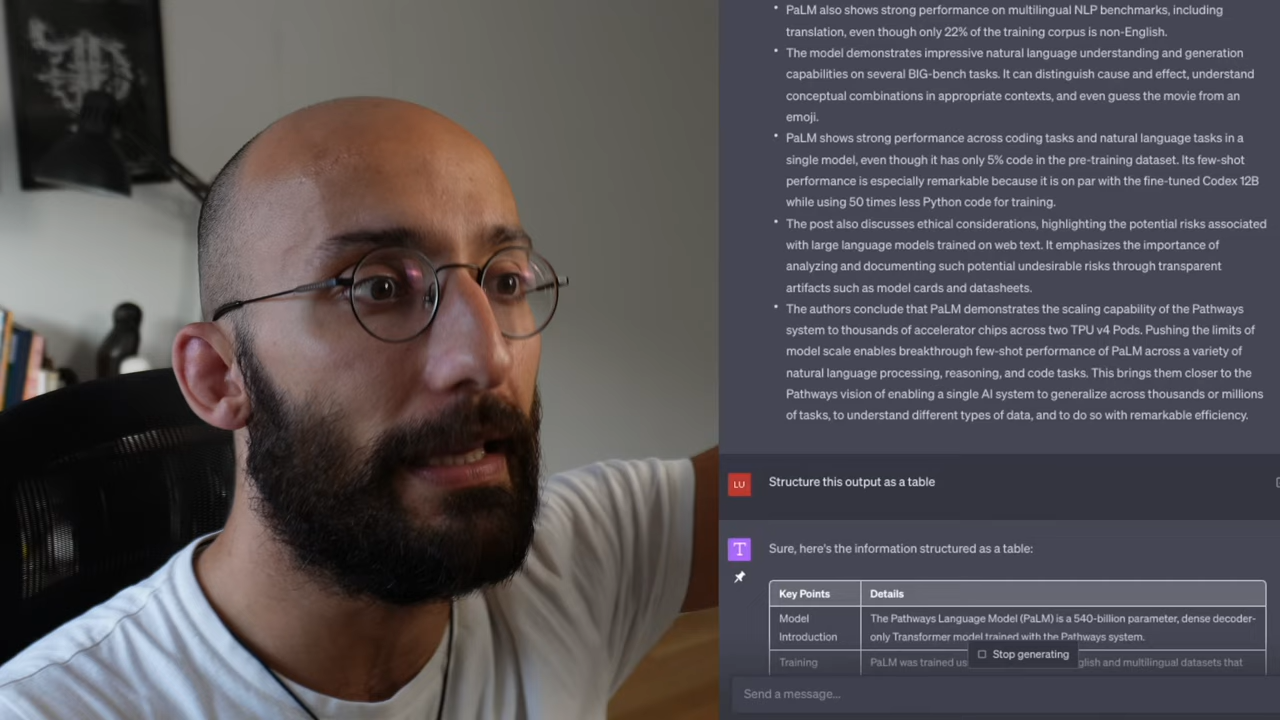 PaLM also shows strong performance on multilingual NLP benchmarks, including
translation, even though only 22% of the training corpus is non-English.
The model demonstrates impressive natural language understanding and generation
capabilities on several BIG-bench tasks. It can distinguish cause and effect, understand
conceptual combinations in appropriate contexts, and even guess the movie from an
emoji.
PaLM shows strong performance across coding tasks and natural language tasks in a
single model, even though it has only 5% code in the pre-training dataset. Its few-shot
performance is especially remarkable because it is on par with the fine-tuned Codex 12B
while using 50 times less Python code for training.
The post also discusses ethical considerations, highlighting the potential risks associated
with large language models trained on web text. It emphasizes the importance of
analyzing and documenting such potential undesirable risks through transparent
artifacts such as model cards and datasheets.
The authors conclude that PaLM demonstrates the scaling capability of the Pathways
system to thousands of accelerator chips across two TPU v4 Pods. Pushing the limits of
model scale enables breakthrough few-shot performance of PaLM across a variety of
natural language processing, reasoning, and code tasks. This brings them closer to the
Pathways vision of enabling a single AI system to generalize across thousands or millions
of tasks, to understand different types of data, and to do so with remarkable efficiency.
LU
Structure this output as a table
T
Sure, here's the information structured as a table:
Key Points Details
Model The Pathways Language Model (PaLM) is a 540-billion parameter, dense decoder-
Introduction only Transformer model trained with the Pathways system.
Stop generating
Training PaLM was trained glish and multilingual datasets that
Send a message...